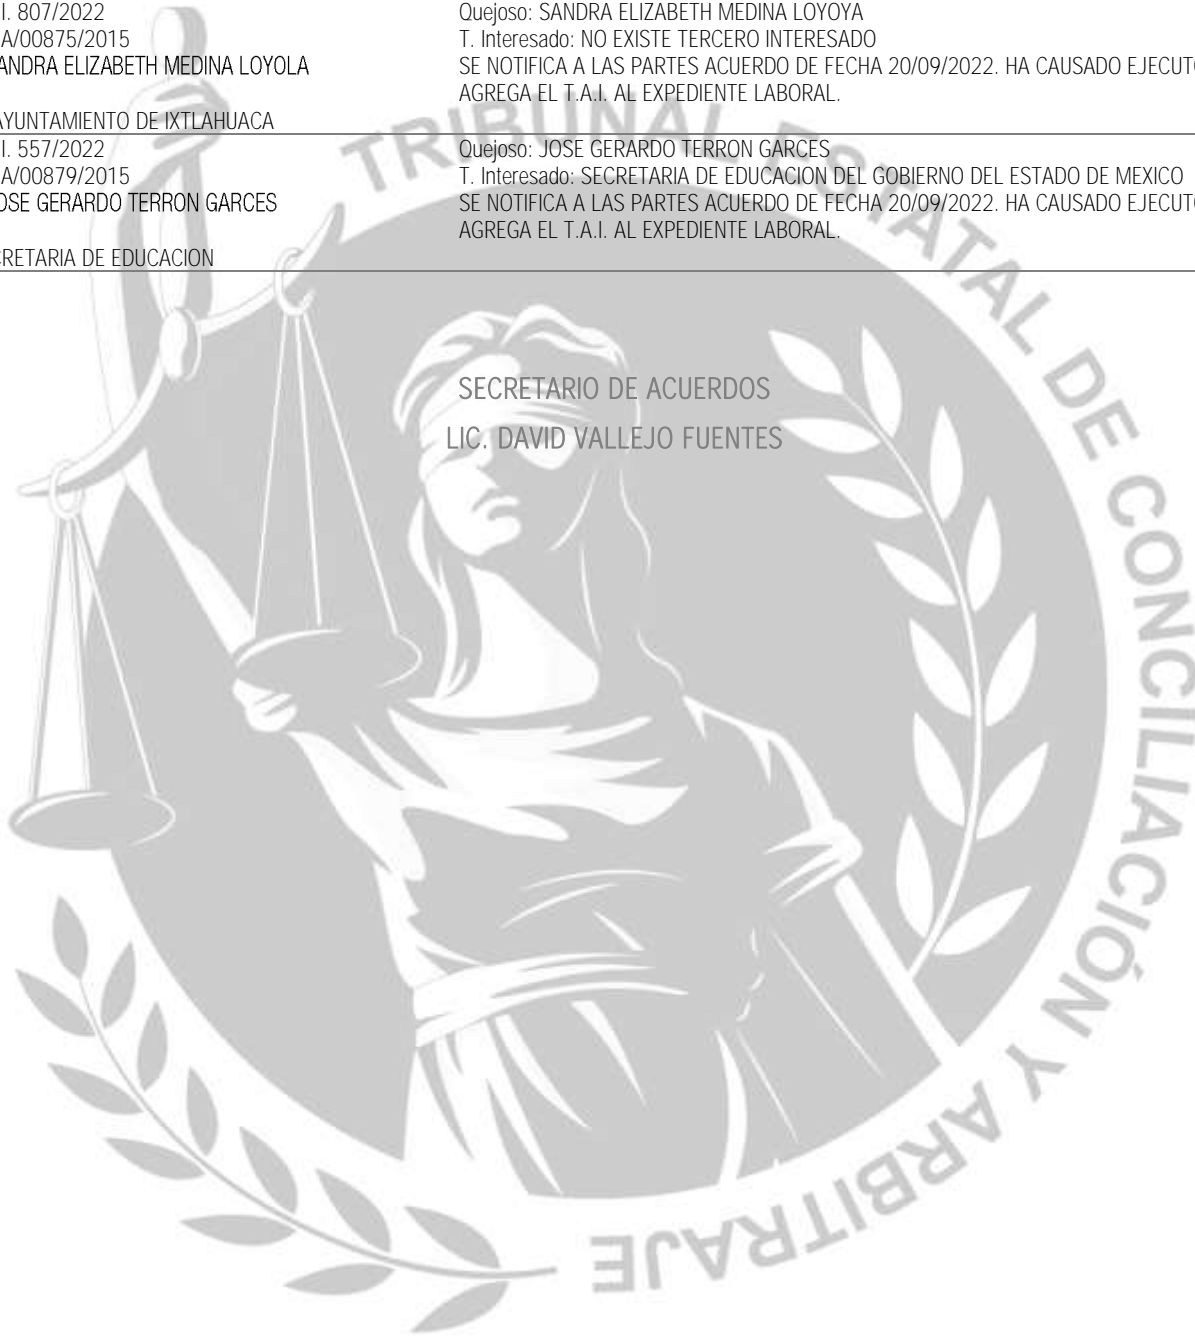 I. 807/2022 Quejoso: SANDRA ELIZABETH MEDINA LOYOYA
A/00875/2015 T. Interesado: NO EXISTE TERCERO INTERESADO
ANDRA ELIZABETH MEDINA LOYOLA SE NOTIFICA A LAS PARTES ACUERDO DE FECHA 20/09/2022. HA CAUSADO EJECUTO
AGREGA EL T.A.I. AL EXPEDIENTE LABORAL.
AYUNTAMIENTO DE IXTLAHUACA
I. 557/2022 Quejoso: JOSE GERARDO TERRON GARCES
A/00879/2015 T. Interesado: SECRETARIA DE EDUCACION DEL GOBIERNO DEL ESTADO DE MEXICO
OSE GERARDO TERRON GARCES SE NOTIFICA A LAS PARTES ACUERDO DE FECHA 20/09/2022. HA CAUSADO EJECUTO
AGREGA EL T.A.I. AL EXPEDIENTE LABORAL.
CRETARIA DE EDUCACION
SECRETARIO DE ACUERDOS
LIC. DAVID VALLEJO FUENTES
TRIBUNAL ESTATAL DE CONCILIACIÓN Y ARBITRAJE